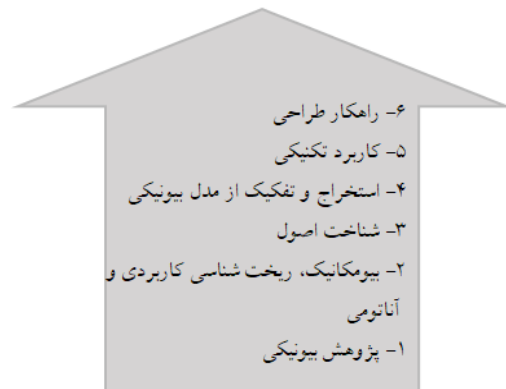 ۶- راهکار طراحی
۵- کاربرد تکنیکی
۴- استخراج و تفکیک از مدل بیونیکی
۳- شناخت اصول
۲- بیومکانیک، ریخت شناسی کاربردی و
آناتومی
۱- پژوهش بیونیکی